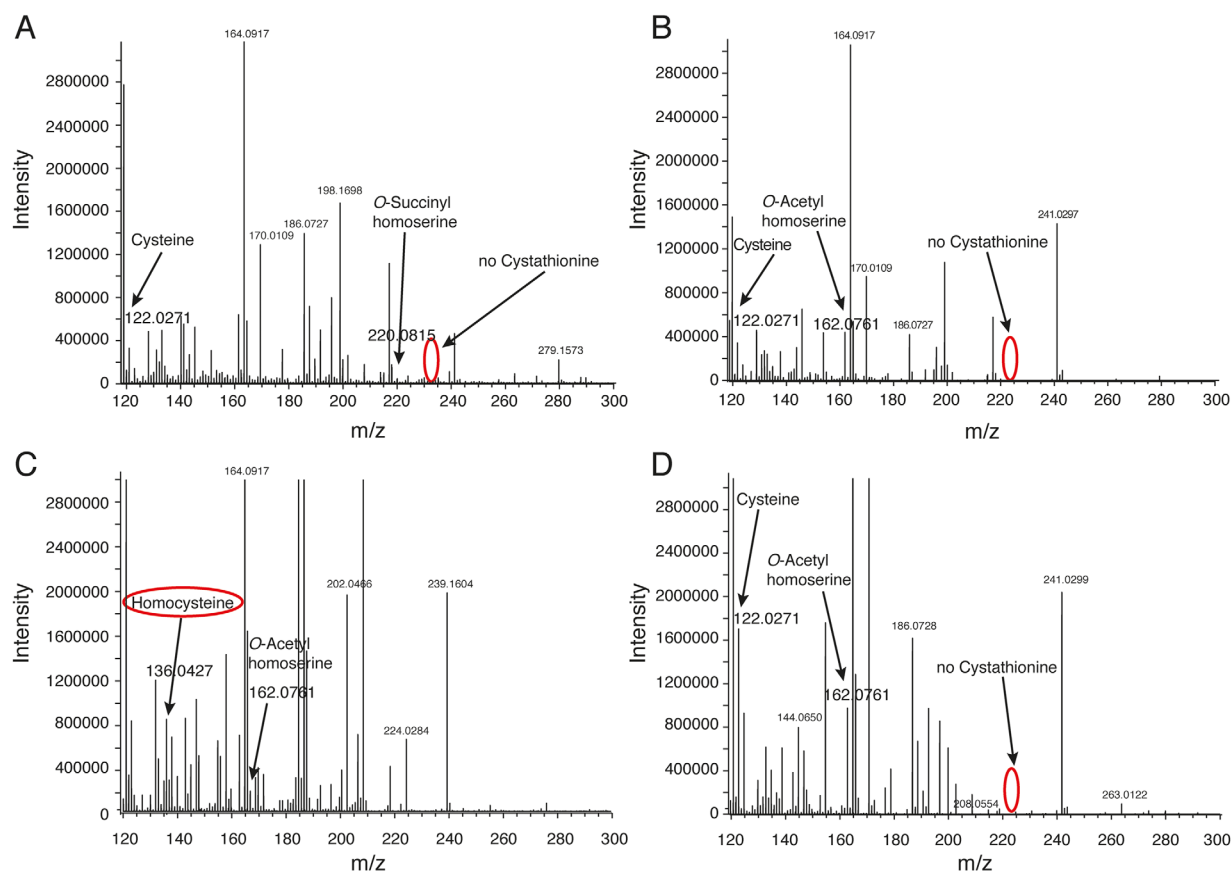 A
164.0917
2800000
2400000
2000000
1600000
1200000
800000
400000
0
Intensity
198.1698
O-Succinyl
homoserine
186.0727
170.0109
Cysteine
no Cystathionine
122.0271
220.0815
279.1573
120 140 160 180 200 220 240 260 280 300
m/z
B
164.0917
2800000
2400000
2000000
1600000
1200000
800000
400000
0
Intensity
O-Acetyl
homoserine
241.0297
Cysteine
no Cystathionine
170.0109
122.0271
162.0761
186.0727
120 140 160 180 200 220 240 260 280 300
m/z
C
164.0917
2800000
2400000
2000000
1600000
1200000
800000
400000
0
Intensity
202.0466
239.1604
Homocysteine
O-Acetyl
homoserine
136.0427
162.0761
224.0284
120 140 160 180 200 220 240 260 280 300
m/z
D
2800000
2400000
2000000
1600000
1200000
800000
400000
0
Intensity
Cysteine
O-Acetyl
homoserine
241.0299
122.0271
186.0728
no Cystathionine
162.0761
144.0650
208.0554
263.0122
120 140 160 180 200 220 240 260 280 300
m/z